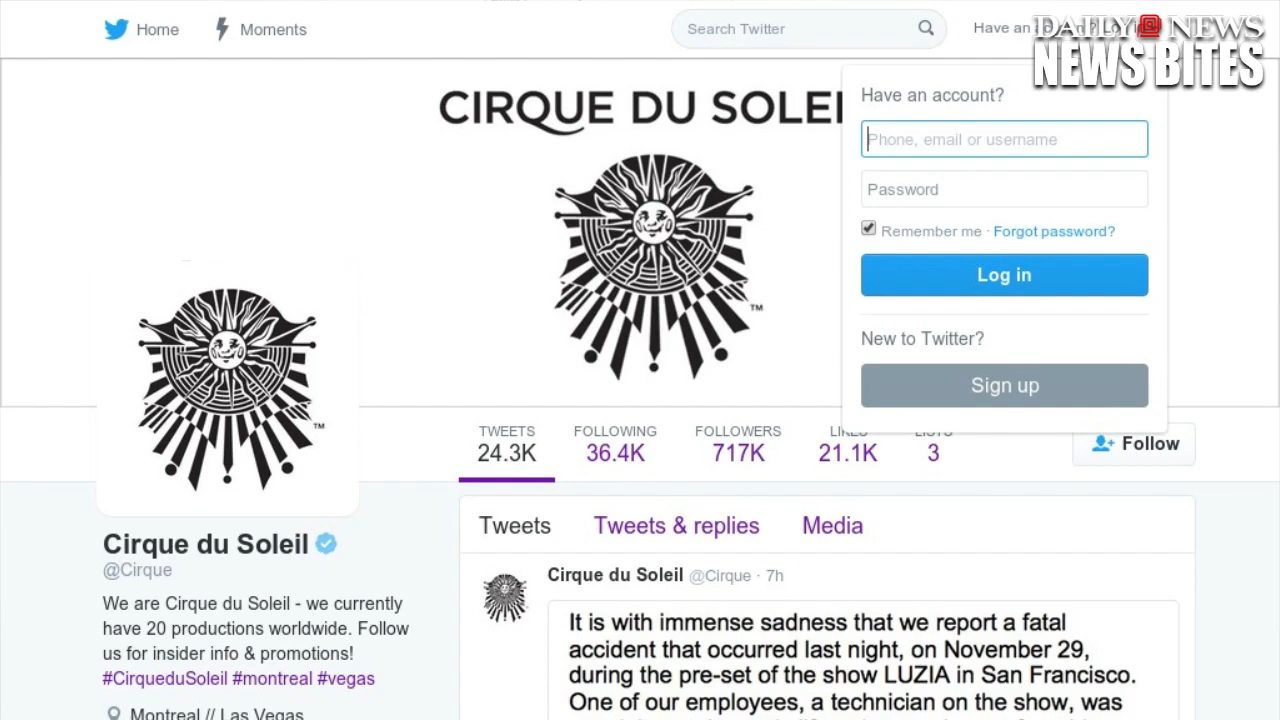 Home
Moments
Search Twitter
Have an
DAILY NEWS
NEWS BITES
CIRQUE DU SOLEI
TM
Have an account?
Phone, email or username
Password
Remember me · Forgot password?
Log in
New to Twitter?
Sign up
TM
TWEETS
24.3K
FOLLOWING
36.4K
FOLLOWERS
717K
LIKES
21.1K
LISTS
3
Follow
Cirque du Soleil
@Cirque
We are Cirque du Soleil - we currently
have 20 productions worldwide. Follow
us for insider info & promotions!
#CirqueduSoleil #montreal #vegas
Montreal // Las Vegas
Tweets
Tweets & replies
Media
Cirque du Soleil @Cirque · 7h
It is with immense sadness that we report a fatal
accident that occurred last night, on November 29,
during the pre-set of the show LUZIA in San Francisco.
One of our employees, a technician on the show, was